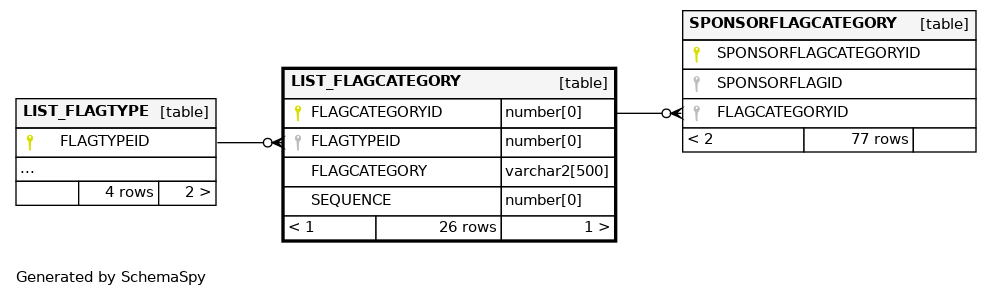 LIST_FLAGTYPE [table]
FLAGTYPEID
...
4 rows 2 >
LIST_FLAGCATEGORY [table]
FLAGCATEGORYID number[0]
FLAGTYPEID number[0]
FLAGCATEGORY varchar2[500]
SEQUENCE number[0]
< 1 26 rows 1 >
SPONSORFLAGCATEGORY [table]
SPONSORFLAGCATEGORYID
SPONSORFLAGID
FLAGCATEGORYID
< 2 77 rows
Generated by SchemaSpy